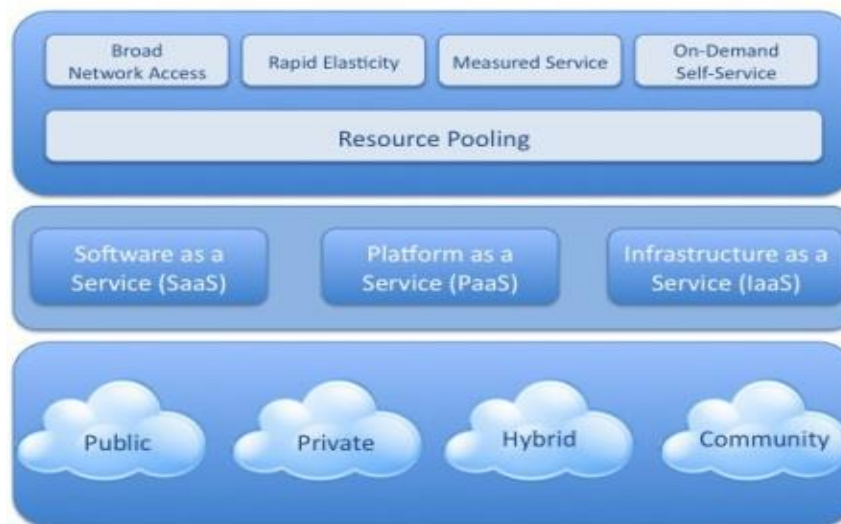 Broad
Network Access
Rapid Elasticity
Measured Service
On-Demand
Self-Service
Resource Pooling
Software as a
Service (SaaS)
Platform as a
Service (PaaS)
Infrastructure as a
Service (IaaS)
Public
Private
Hybrid
Community